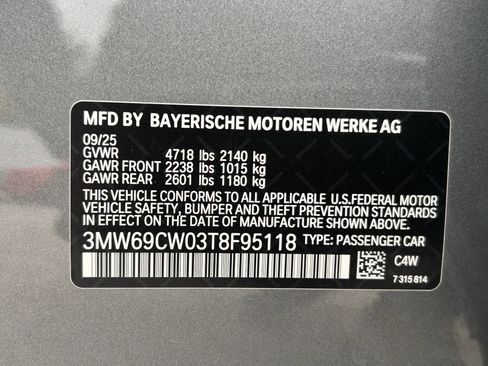 MFD BY BAYERISCHE MOTOREN WERKE AG
09/25
GVWR 4718 lbs 2140 kg
GAWR FRONT 2238 lbs 1015 kg
GAWR REAR 2601 lbs 1180 kg
THIS VEHICLE CONFORMS TO ALL APPLICABLE U.S.FEDERAL MOTOR
VEHICLE SAFETY, BUMPER AND THEFT PREVENTION STANDARDS
IN EFFECT ON THE DATE OF MANUFACTURE SHOWN ABOVE.
3MW69CW03T8F95118 TYPE: PASSENGER CAR
C4W
7 315 814